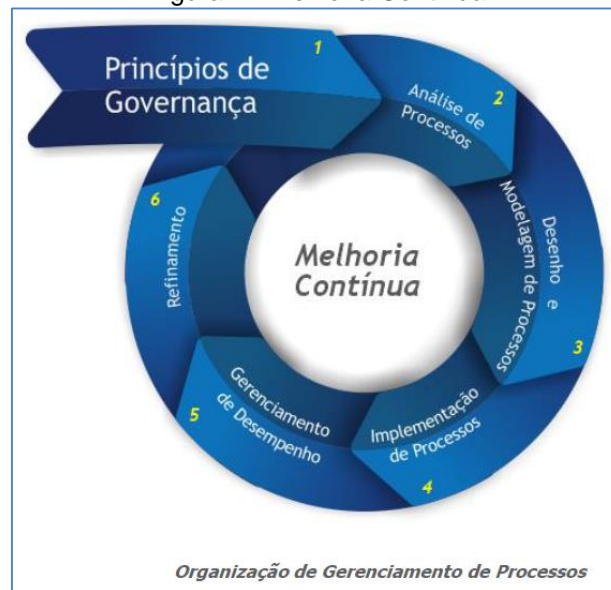 1
Princípios de
Governança
2
Análise de
Processos
Desenho e
Modelagem de Processos
3
Implementação
de Processos
4
Gerenciamento
de Desempenho
5
6
Refinamento
Melhoria
Contínua
Organização de Gerenciamento de Processos